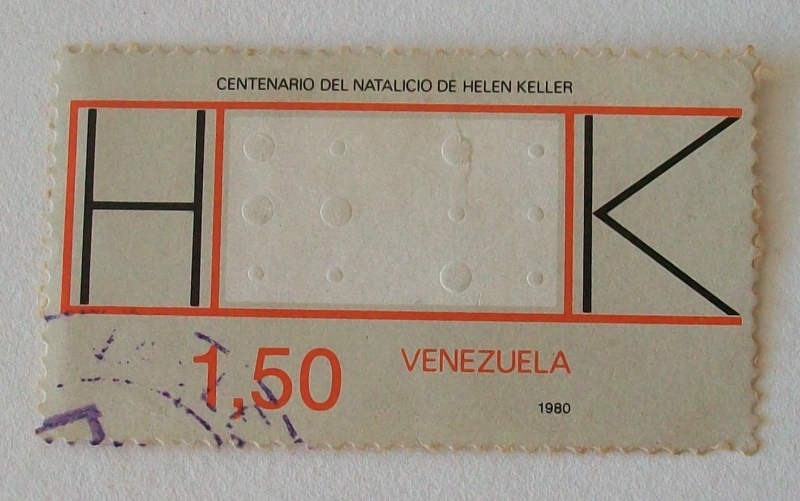 CENTENARIO DEL NATALICIO DE HELEN KELLER
H ⠓⠅ K
1,50 VENEZUELA
1980